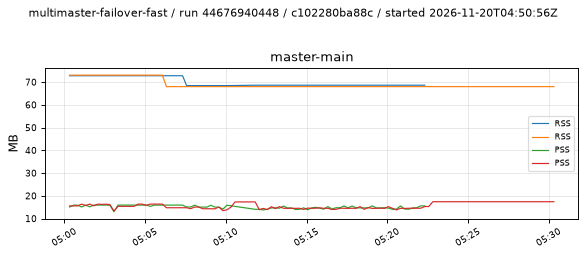 multimaster-failover-fast / run 44676940448 / c102280ba88c / started 2026-11-20T04:50:56Z
master-main
MB
70
60
50
40
30
20
10
RSS
RSS
PSS
PSS
05:00
05:05
05:10
05:15
05:20
05:25
05:30